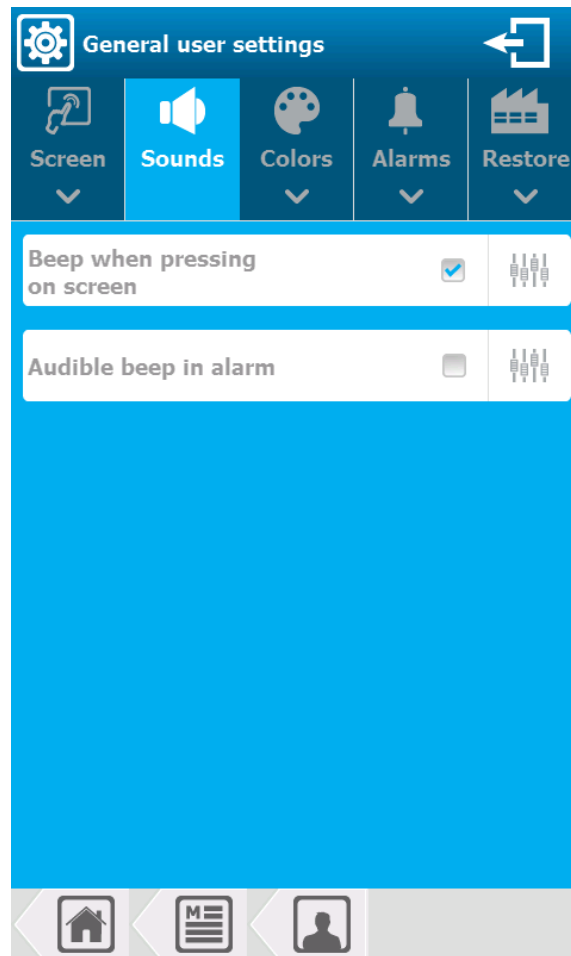 General user settings
Screen
Sounds
Colors
Alarms
Restore
Beep when pressing
on screen
Audible beep in alarm
M